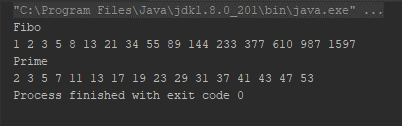 "C:\Program Files\Java\jdk1.8.0_201\bin\java.exe" ...
Fibo
1 2 3 5 8 13 21 34 55 89 144 233 377 610 987 1597
Prime
2 3 5 7 11 13 17 19 23 29 31 37 41 43 47 53
Process finished with exit code 0